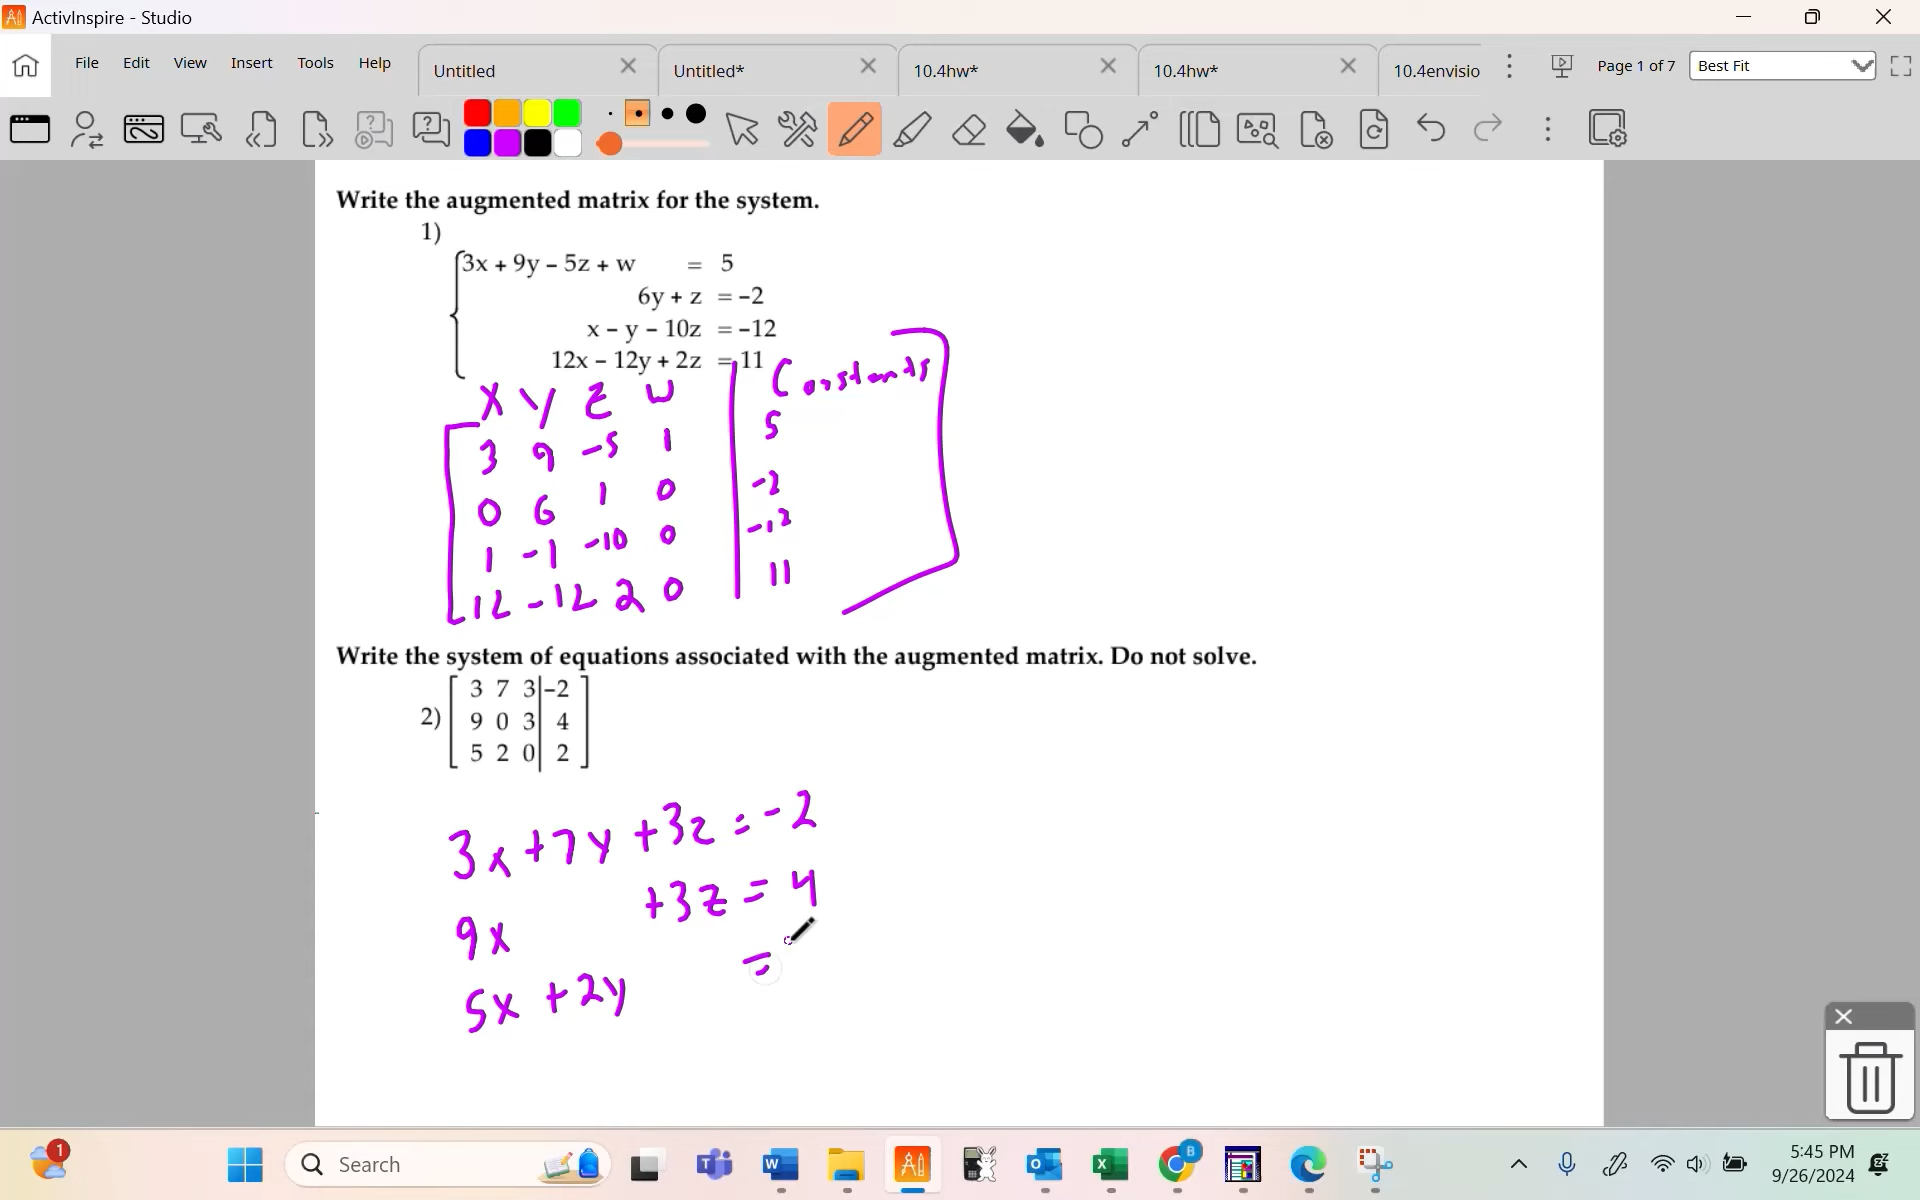 ActivInspire - Studio
File Edit View Insert Tools Help
Untitled Untitled* 10.4hw* 10.4hw* 10.4envisio
Page 1 of 7 Best Fit
Write the augmented matrix for the system.
1)
3x + 9y – 5z + w = 5
6y + z = –2
x – y – 10z = –12
12x – 12y + 2z = 11
x y z w Constants
3 9 -5 1 5
0 6 1 0 -2
1 -1 -10 0 -12
12 -12 2 0 11
Write the system of equations associated with the augmented matrix. Do not solve.
2)
3 7 3 –2
9 0 3 4
5 2 0 2
3x +7y +3z = -2
9x +3z = 4
5x +2y =
1
Search
5:45 PM
9/26/2024